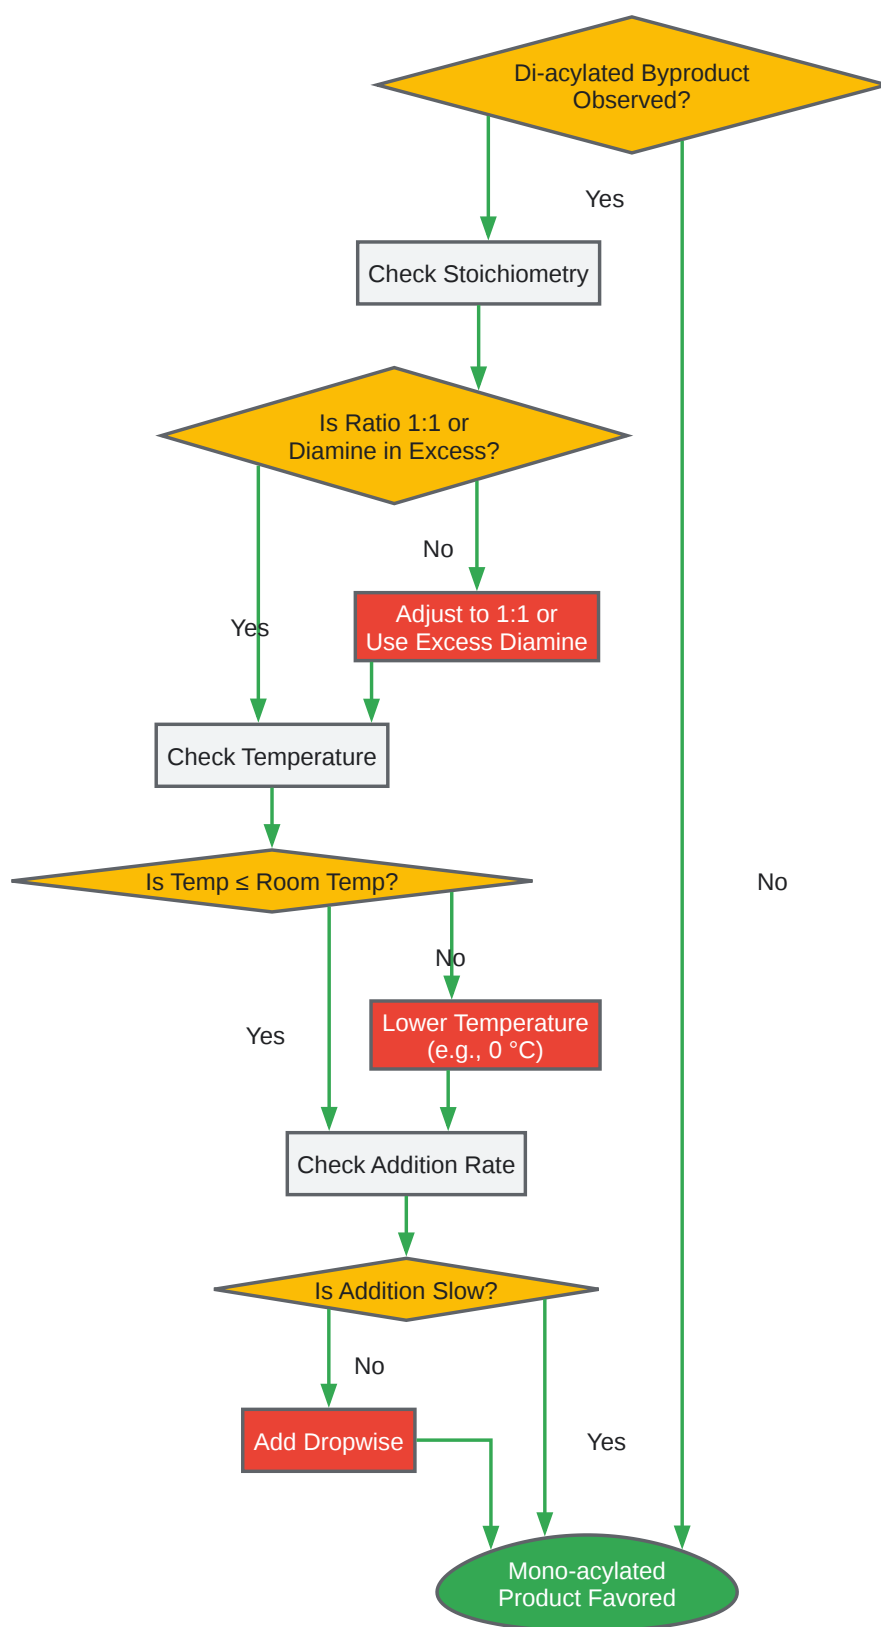 Di-acylated Byproduct
Observed?
Yes
Check Stoichiometry
Is Ratio 1:1 or
Diamine in Excess?
No
Adjust to 1:1 or
Use Excess Diamine
Yes
Check Temperature
Is Temp ≤ Room Temp?
No
No
Lower Temperature
(e.g., 0 °C)
Yes
Check Addition Rate
Is Addition Slow?
No
Add Dropwise
Yes
Mono-acylated
Product Favored